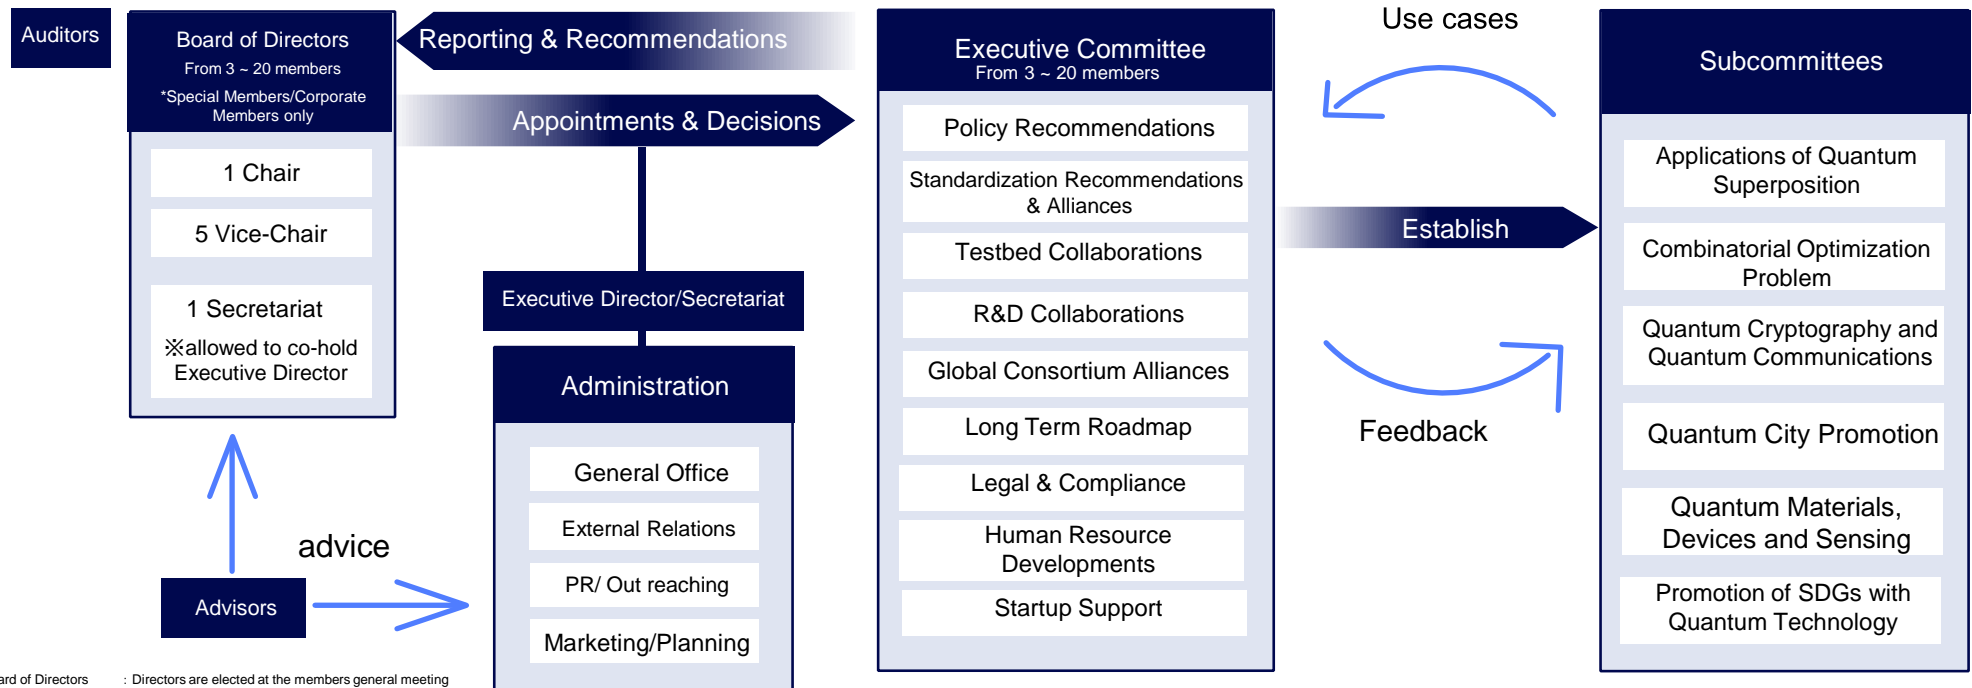 Auditors
Board of Directors
From 3 ~ 20 members
*Special Members/Corporate
Members only
1 Chair
5 Vice-Chair
1 Secretariat
※allowed to co-hold
Executive Director
Reporting & Recommendations
Appointments & Decisions
Executive Director/Secretariat
Administration
General Office
External Relations
PR/ Out reaching
Marketing/Planning
advice
Advisors
Executive Committee
From 3 ~ 20 members
Policy Recommendations
Standardization Recommendations
& Alliances
Testbed Collaborations
R&D Collaborations
Global Consortium Alliances
Long Term Roadmap
Legal & Compliance
Human Resource
Developments
Startup Support
Use cases
Establish
Feedback
Subcommittees
Applications of Quantum
Superposition
Combinatorial Optimization
Problem
Quantum Cryptography and
Quantum Communications
Quantum City Promotion
Quantum Materials,
Devices and Sensing
Promotion of SDGs with
Quantum Technology
ard of Directors : Directors are elected at the members general meeting